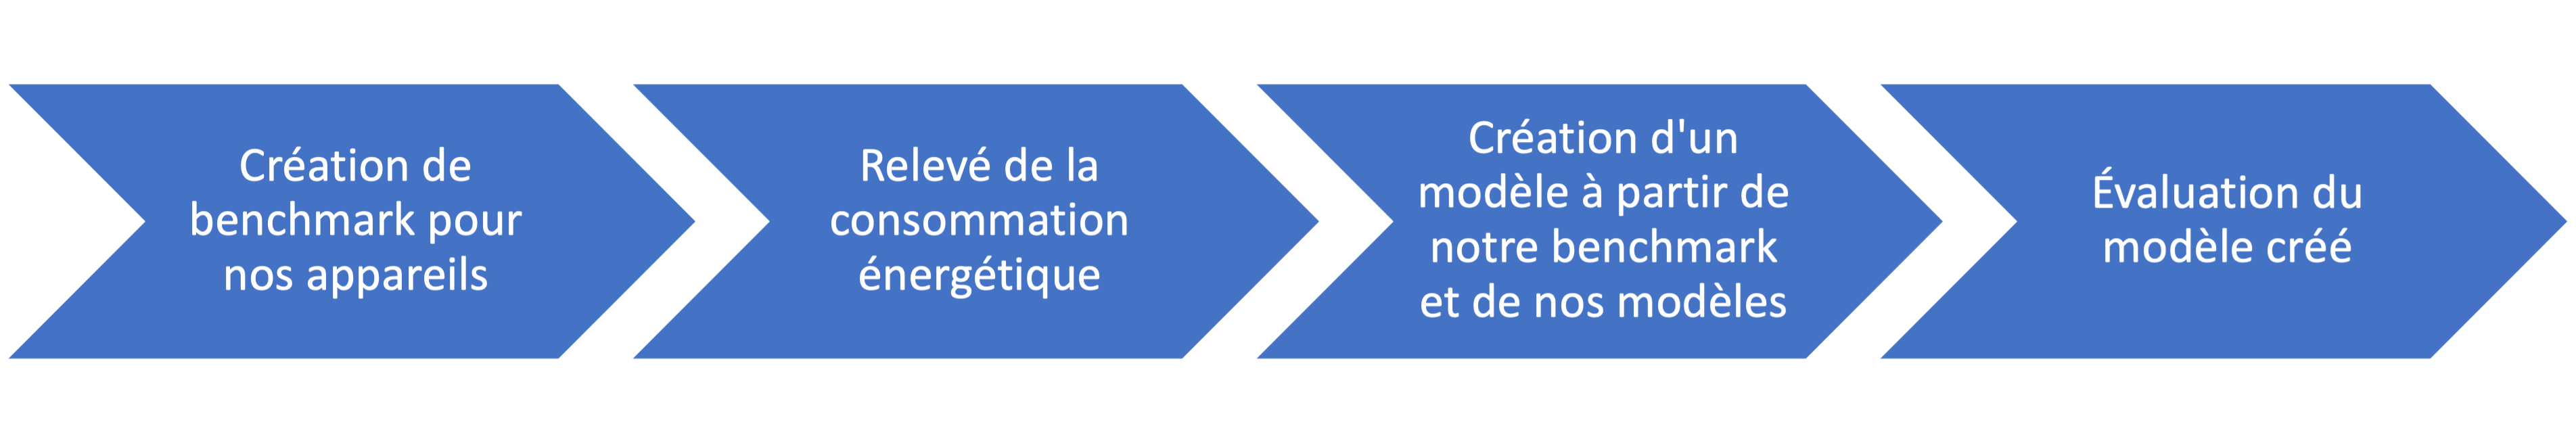 Création de
benchmark pour
nos appareils
Relevé de la
consommation
énergétique
Création d'un
modèle à partir de
notre benchmark
et de nos modèles
Évaluation du
modèle créé